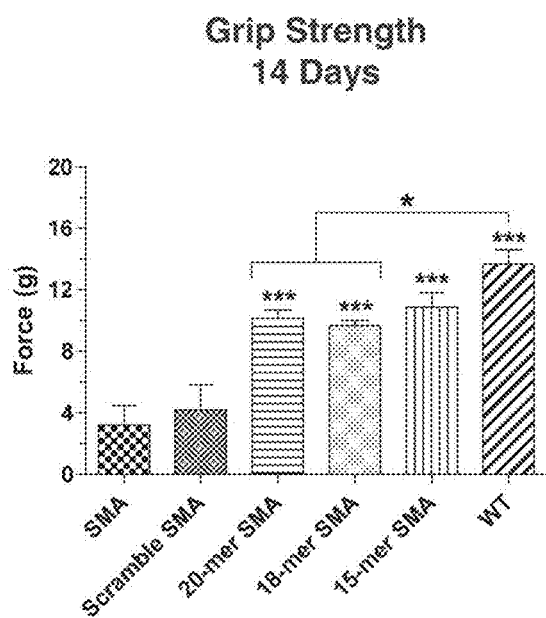 Grip Strength
14 Days
Force (g)
20
16
12
8
4
0
*
***
***
***
***
SMA
Scramble SMA
20-mer SMA
18-mer SMA
15-mer SMA
WT